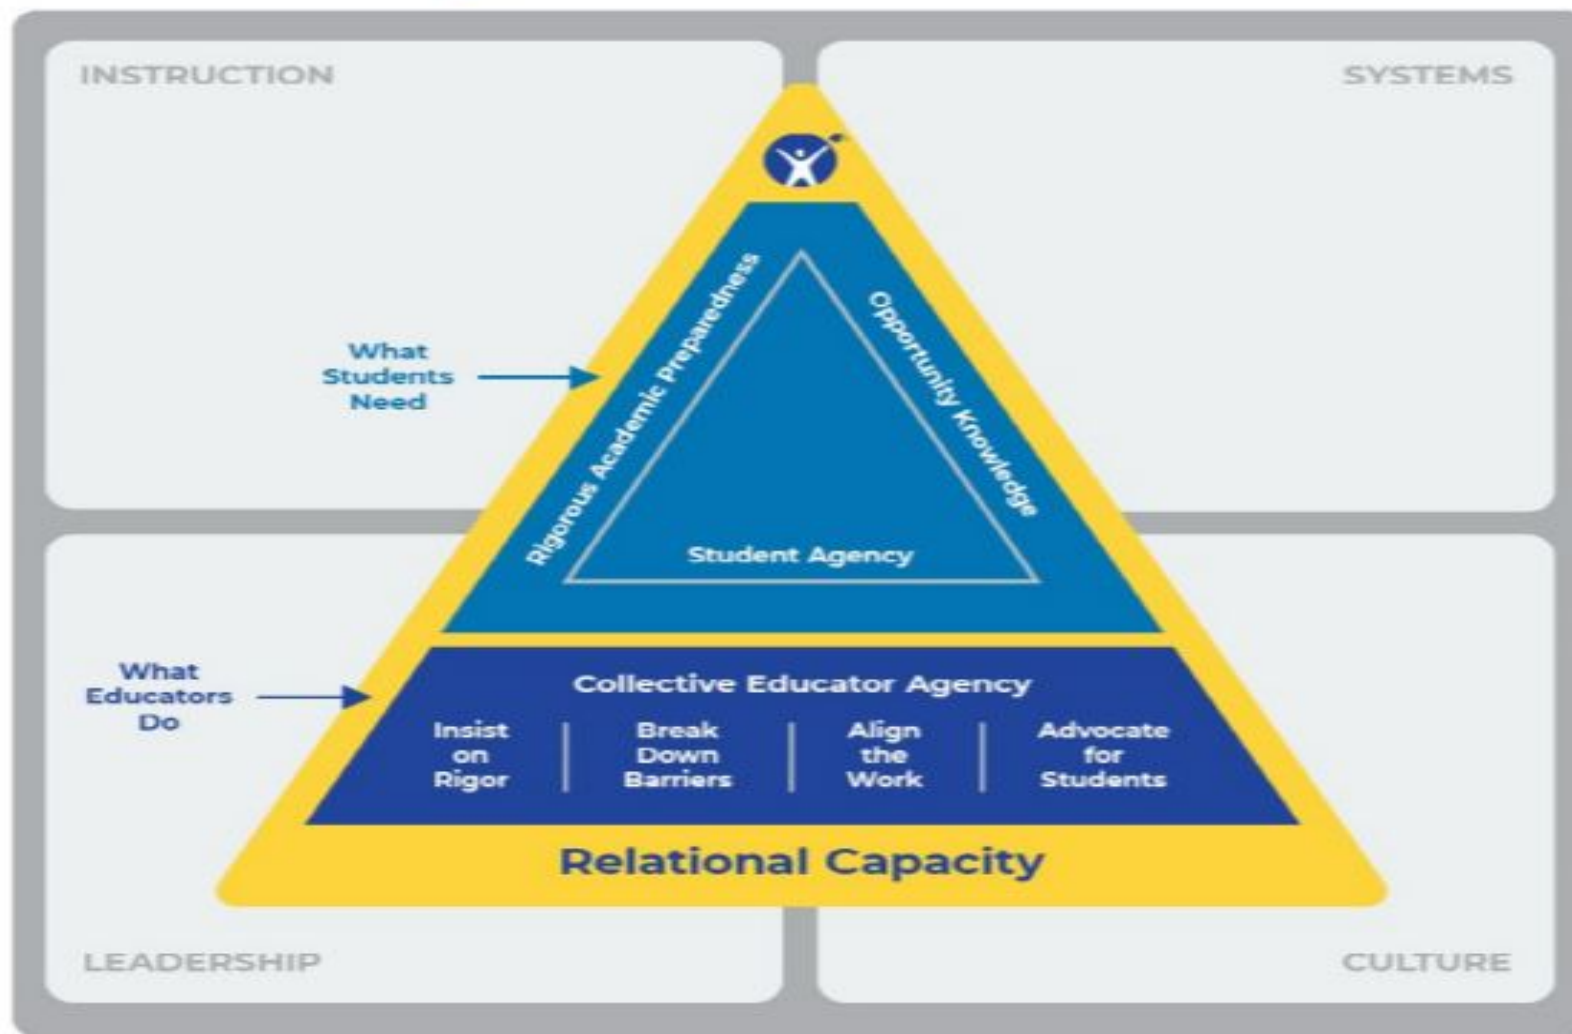 INSTRUCTION
SYSTEMS
What
Students
Need
Rigorous Academic Preparedness
Opportunity Knowledge
Student Agency
What
Educators
Do
Collective Educator Agency
Insist
on
Rigor
Break
Down
Barriers
Align
the
Work
Advocate
for
Students
Relational Capacity
LEADERSHIP
CULTURE